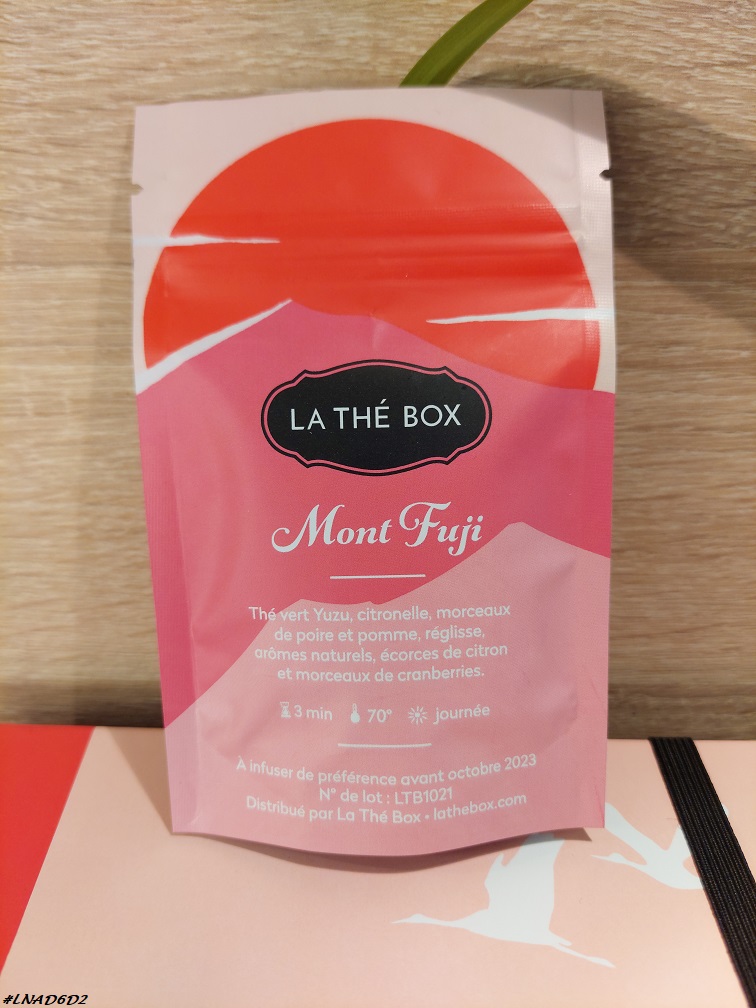 LA THÉ BOX
Mont Fuji
Thé vert Yuzu, citronelle, morceaux
de poire et pomme, réglisse,
arômes naturels, écorces de citron
et morceaux de cranberries.
3 min 70° journée
À infuser de préférence avant octobre 2023
N° de lot : LTB1021
Distribué par La Thé Box • lathebox.com
#LNAD6D2